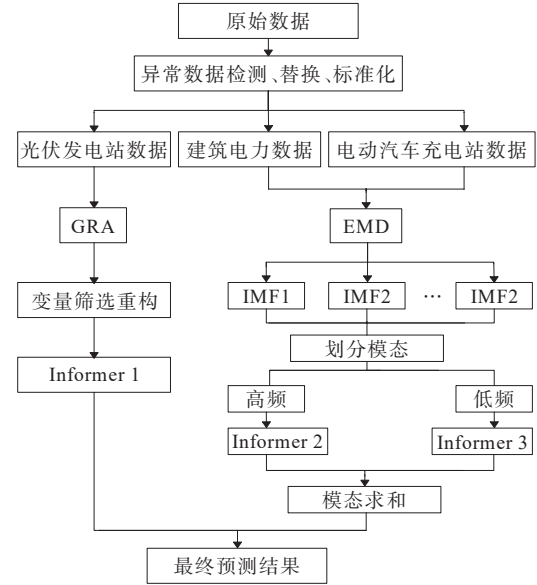 原始数据
异常数据检测、替换、标准化
光伏发电站数据
建筑电力数据
电动汽车充电站数据
GRA
EMD
变量筛选重构
IMF1
IMF2
…
IMF2
划分模态
Informer 1
高频
低频
Informer 2
Informer 3
模态求和
最终预测结果